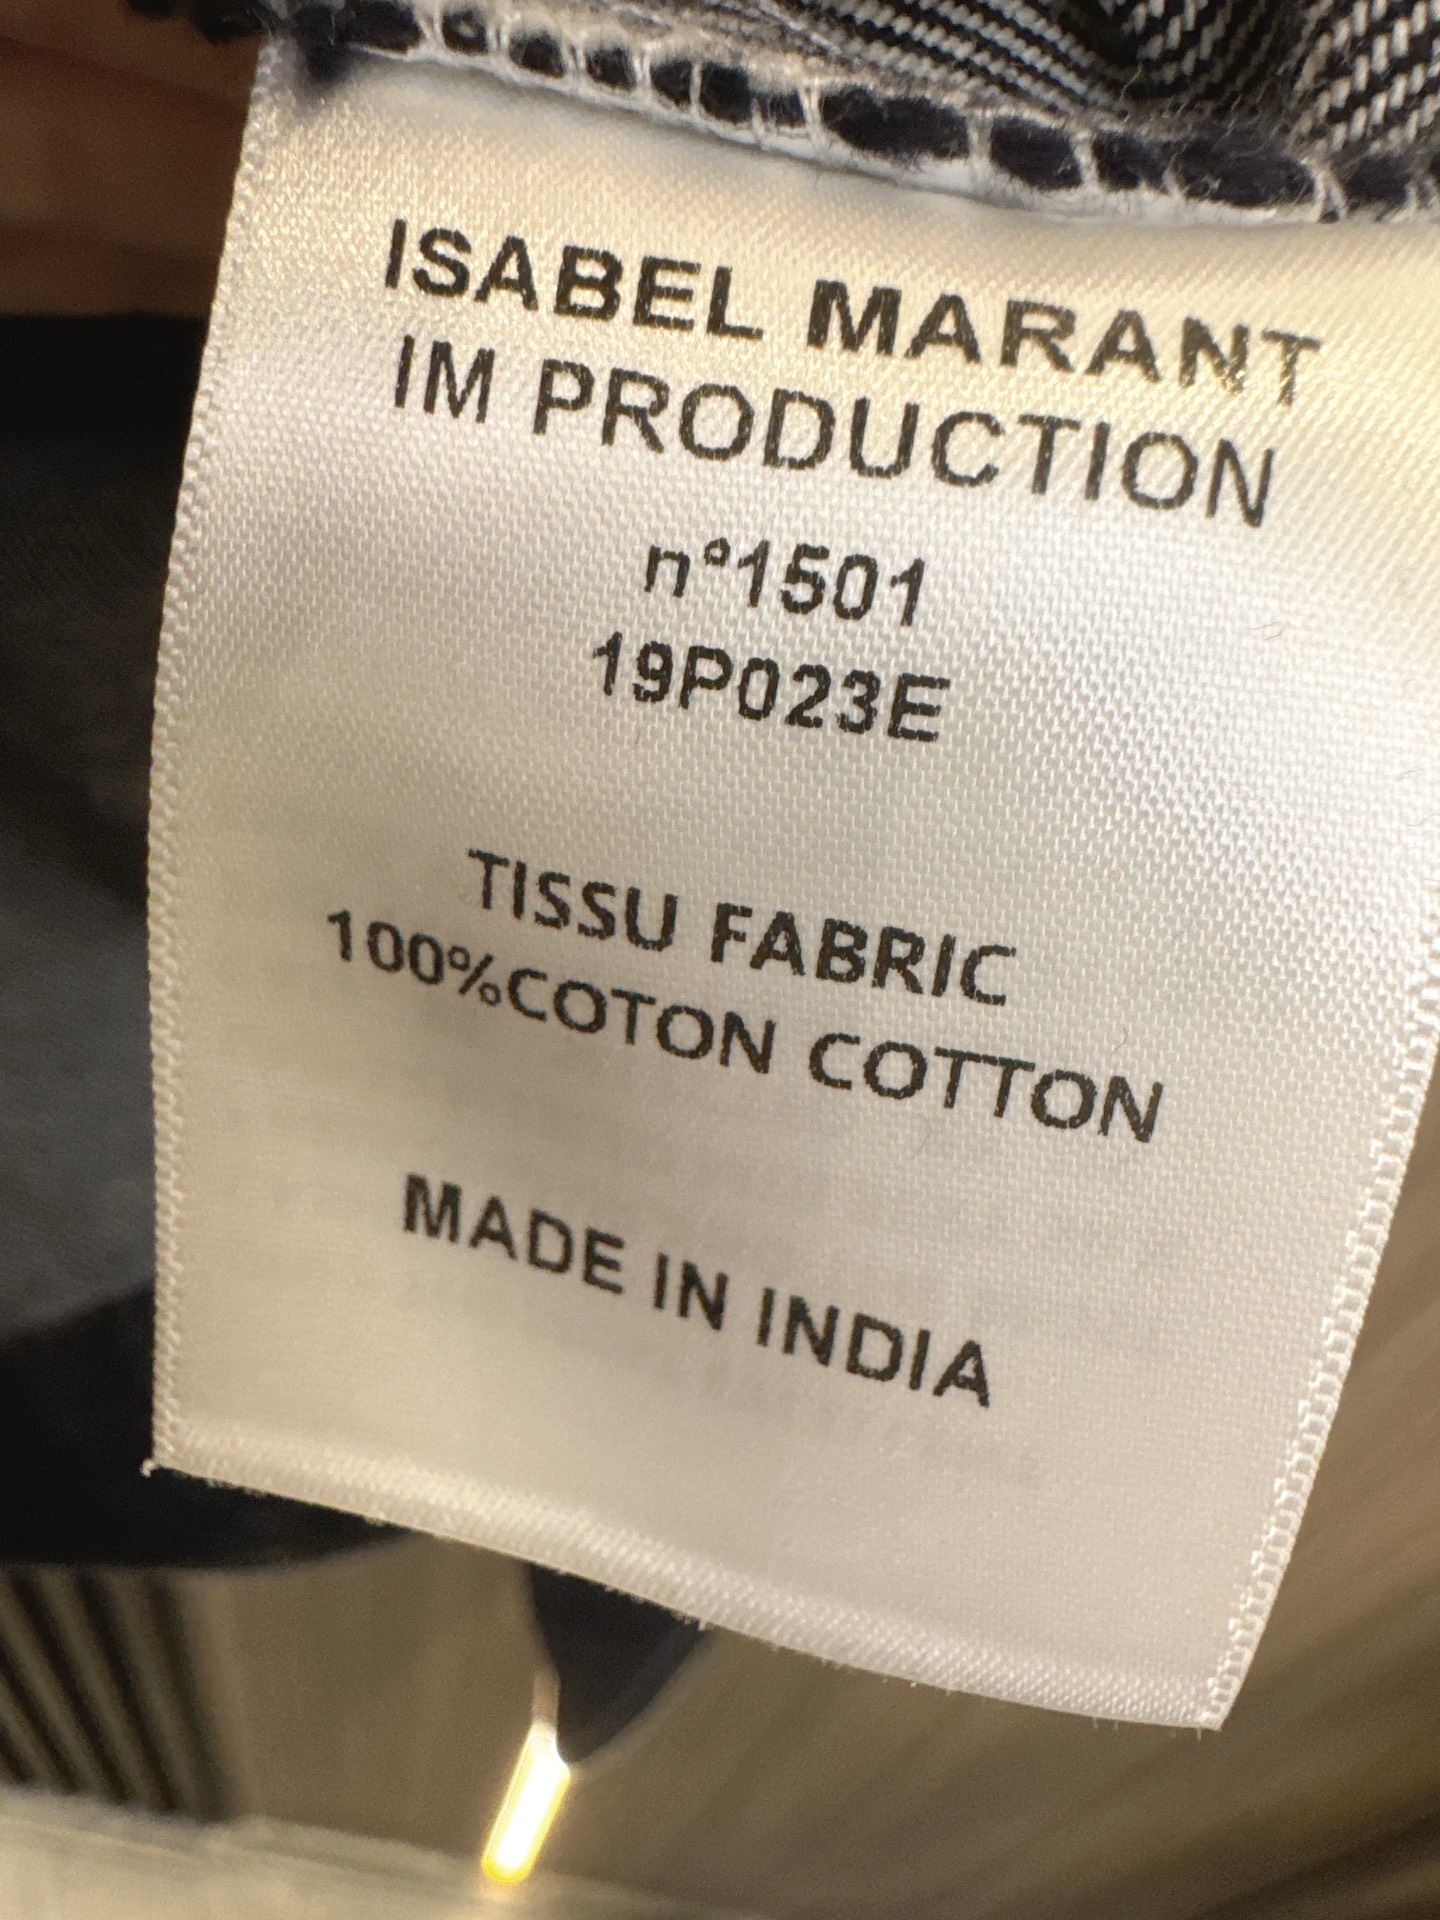 ISABEL MARANT
IM PRODUCTION
n°1501
19P023E
TISSU FABRIC
100%COTON COTTON
MADE IN INDIA